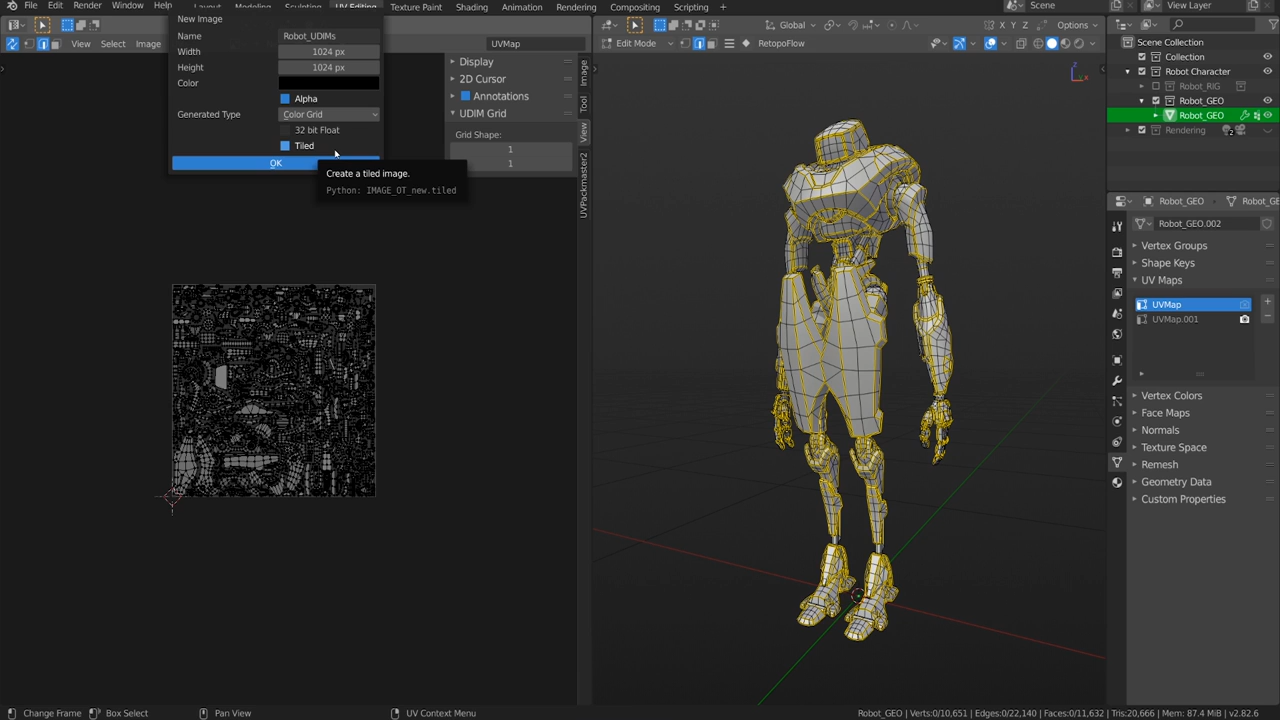 File Edit Render Window Help Layout Modeling Sculpting UV Editing Texture Paint Shading Animation Rendering Compositing Scripting
Scene
View Layer
New Image
Name Robot_UDIMs
Width 1024 px
Height 1024 px
Color
Alpha
Generated Type Color Grid
32 bit Float
Tiled
OK
Create a tiled image.
Python: IMAGE_OT_new.tiled
View Select Image
UVMap
Display
2D Cursor
Annotations
UDIM Grid
Grid Shape:
1
1
Image
Tool
View
UVPackmaster2
Global
X Y Z
Options
Edit Mode
RetopoFlow
Z
Scene Collection
Collection
Robot Character
Robot_RIG
Robot_GEO
Robot_GEO
Rendering
2
Robot_GEO
Robot_GE
Robot_GEO.002
Vertex Groups
Shape Keys
UV Maps
UVMap
UVMap.001
Vertex Colors
Face Maps
Normals
Texture Space
Remesh
Geometry Data
Custom Properties
Change Frame
Box Select
Pan View
UV Context Menu
Robot_GEO | Verts:0/10,651 | Edges:0/22,140 | Faces:0/11,632 | Tris:20,666 | Mem: 87.4 MiB | v2.82.6